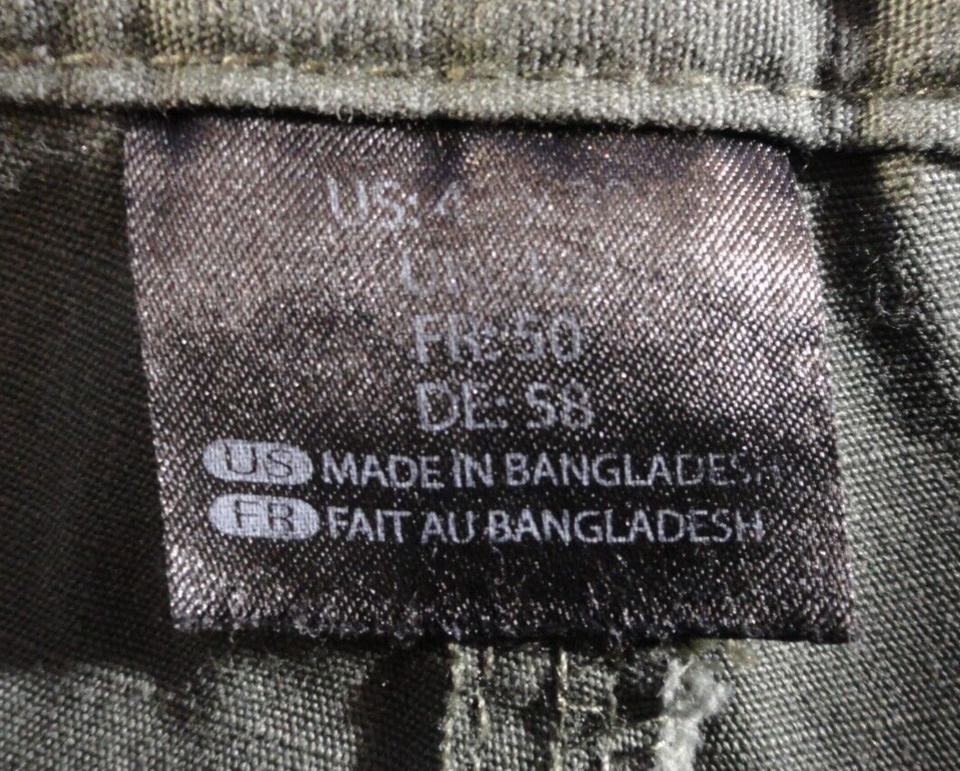 US:
FR: 50
DE: 58
US MADE IN BANGLADESH
FR FAIT AU BANGLADESH